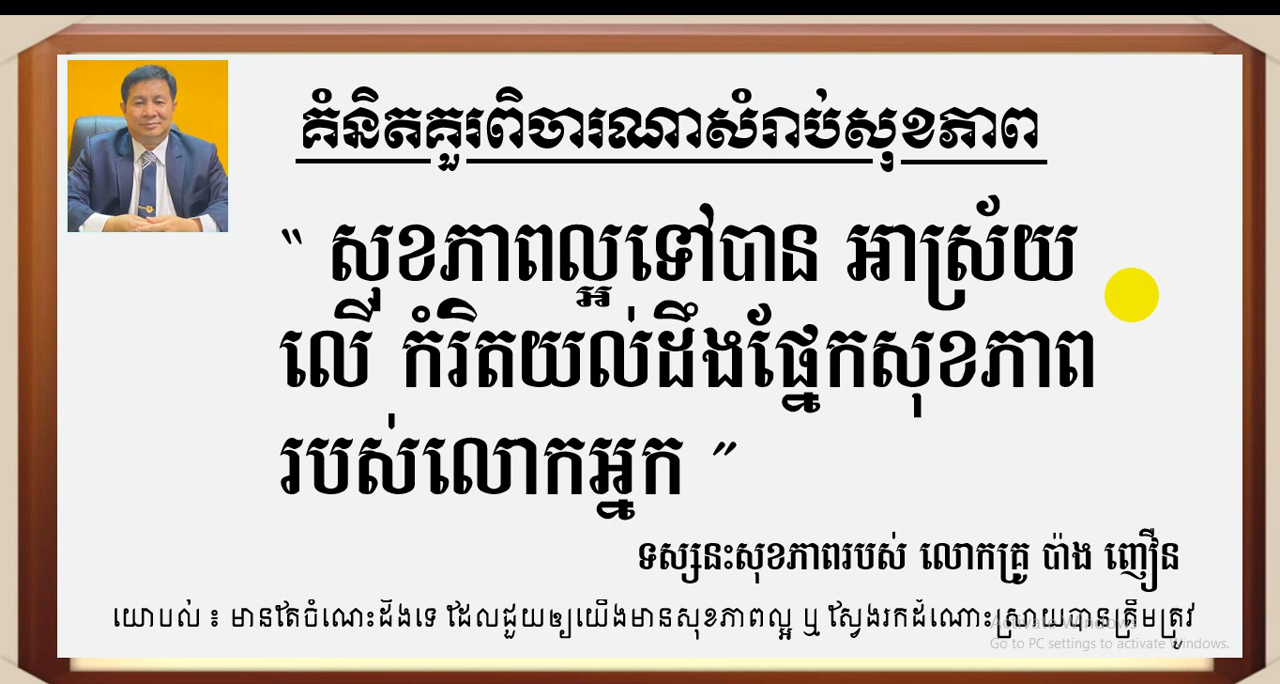 គំនិតគួរពិចារណាសំរាប់សុខភាព
“ សុខភាពល្អទៅបាន អាស្រ័យ
លើ កំរិតយល់ដឹងផ្នែកសុខភាព
របស់លោកអ្នក ”
ទស្សនះសុខភាពរបស់ លោកគ្រូ ប៉ាង ញឿន
យោបល់ ៖ មានតែចំណេះដឹងទេ ដែលជួយឲ្យយើងមានសុខភាពល្អ ឬ ស្វែងរកដំណោះស្រាយបានត្រឹមត្រូវ
Activate Windows
Go to PC settings to activate Windows.